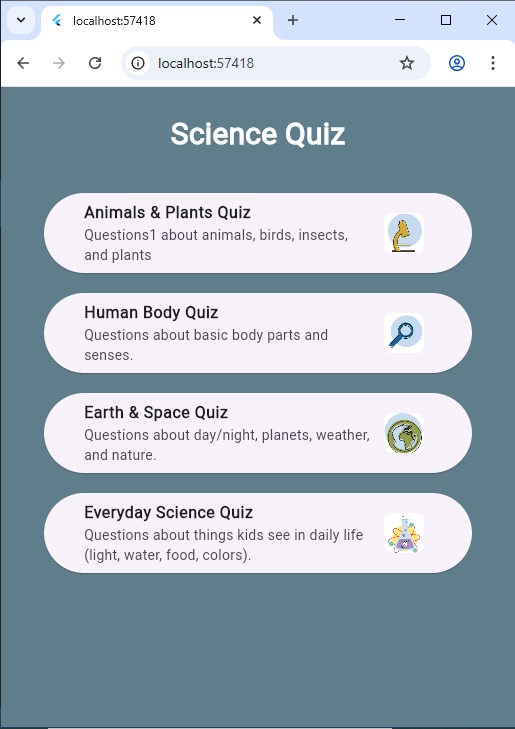 localhost:57418
localhost:57418
Science Quiz
Animals & Plants Quiz
Questions1 about animals, birds, insects,
and plants
Human Body Quiz
Questions about basic body parts and
senses.
Earth & Space Quiz
Questions about day/night, planets, weather,
and nature.
Everyday Science Quiz
Questions about things kids see in daily life
(light, water, food, colors).